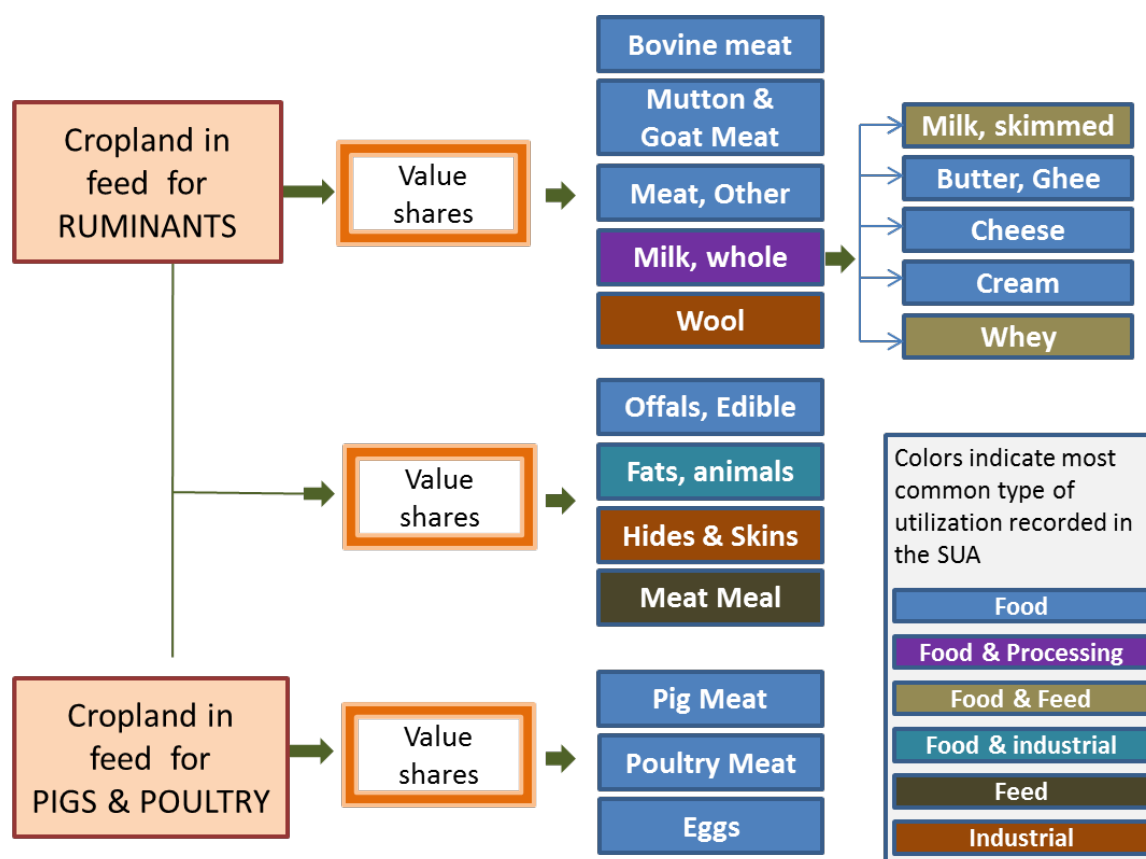 Cropland in
feed for
RUMINANTS
Value
shares
Bovine meat
Mutton &
Goat Meat
Meat, Other
Milk, whole
Wool
Milk, skimmed
Butter, Ghee
Cheese
Cream
Whey
Value
shares
Offals, Edible
Fats, animals
Hides & Skins
Meat Meal
Cropland in
feed for
PIGS & POULTRY
Value
shares
Pig Meat
Poultry Meat
Eggs
Colors indicate most
common type of
utilization recorded in
the SUA
Food
Food & Processing
Food & Feed
Food & industrial
Feed
Industrial